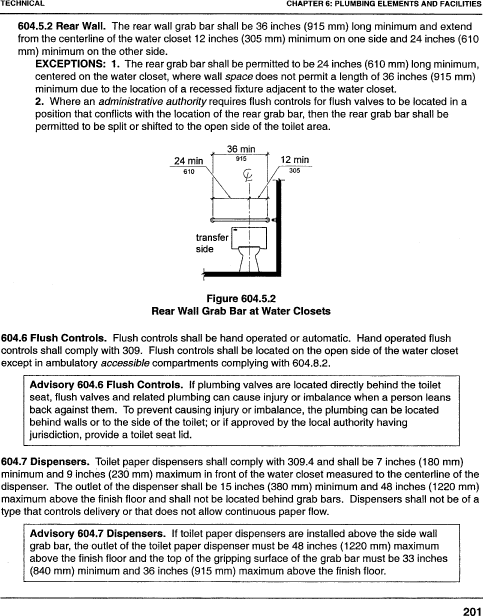 TECHNICAL
CHAPTER 6: PLUMBING ELEMENTS AND FACILITIES
604.5.2 Rear Wall. The rear wall grab bar shall be 36 inches (915 mm) long minimum and extend
from the centerline of the water closet 12 inches (305 mm) minimum on one side and 24 inches (610
mm) minimum on the other side.
EXCEPTIONS: 1. The rear grab bar shall be permitted to be 24 inches (610 mm) long minimum,
centered on the water closet, where wall space does not permit a length of 36 inches (915 mm)
minimum due to the location of a recessed fixture adjacent to the water closet.
2. Where an administrative authority requires flush controls for flush valves to be located in a
position that conflicts with the location of the rear grab bar, then the rear grab bar shall be
permitted to be split or shifted to the open side of the toilet area.
36 min
915
24 min
610
12 min
305
transfer
side
Figure 604.5.2
Rear Wall Grab Bar at Water Closets
604.6 Flush Controls. Flush controls shall be hand operated or automatic. Hand operated flush
controls shall comply with 309. Flush controls shall be located on the open side of the water closet
except in ambulatory accessible compartments complying with 604.8.2.
Advisory 604.6 Flush Controls. If plumbing valves are located directly behind the toilet
seat, flush valves and related plumbing can cause injury or imbalance when a person leans
back against them. To prevent causing injury or imbalance, the plumbing can be located
behind walls or to the side of the toilet; or if approved by the local authority having
jurisdiction, provide a toilet seat lid.
604.7 Dispensers. Toilet paper dispensers shall comply with 309.4 and shall be 7 inches (180 mm)
minimum and 9 inches (230 mm) maximum in front of the water closet measured to the centerline of the
dispenser. The outlet of the dispenser shall be 15 inches (380 mm) minimum and 48 inches (1220 mm)
maximum above the finish floor and shall not be located behind grab bars. Dispensers shall not be of a
type that controls delivery or that does not allow continuous paper flow.
Advisory 604.7 Dispensers. If toilet paper dispensers are installed above the side wall
grab bar, the outlet of the toilet paper dispenser must be 48 inches (1220 mm) maximum
above the finish floor and the top of the gripping surface of the grab bar must be 33 inches
(840 mm) minimum and 36 inches (915 mm) maximum above the finish floor.
201